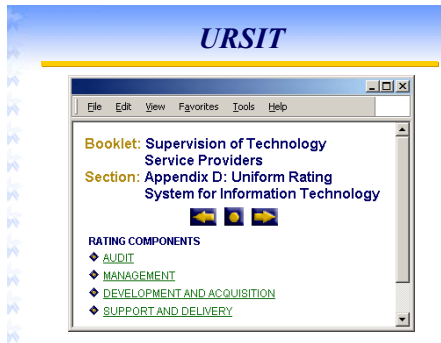 URSIT
File Edit View Favorites Tools Help
Booklet: Supervision of Technology
Service Providers
Section: Appendix D: Uniform Rating
System for Information Technology
RATING COMPONENTS
AUDIT
MANAGEMENT
DEVELOPMENT AND ACQUISITION
SUPPORT AND DELIVERY